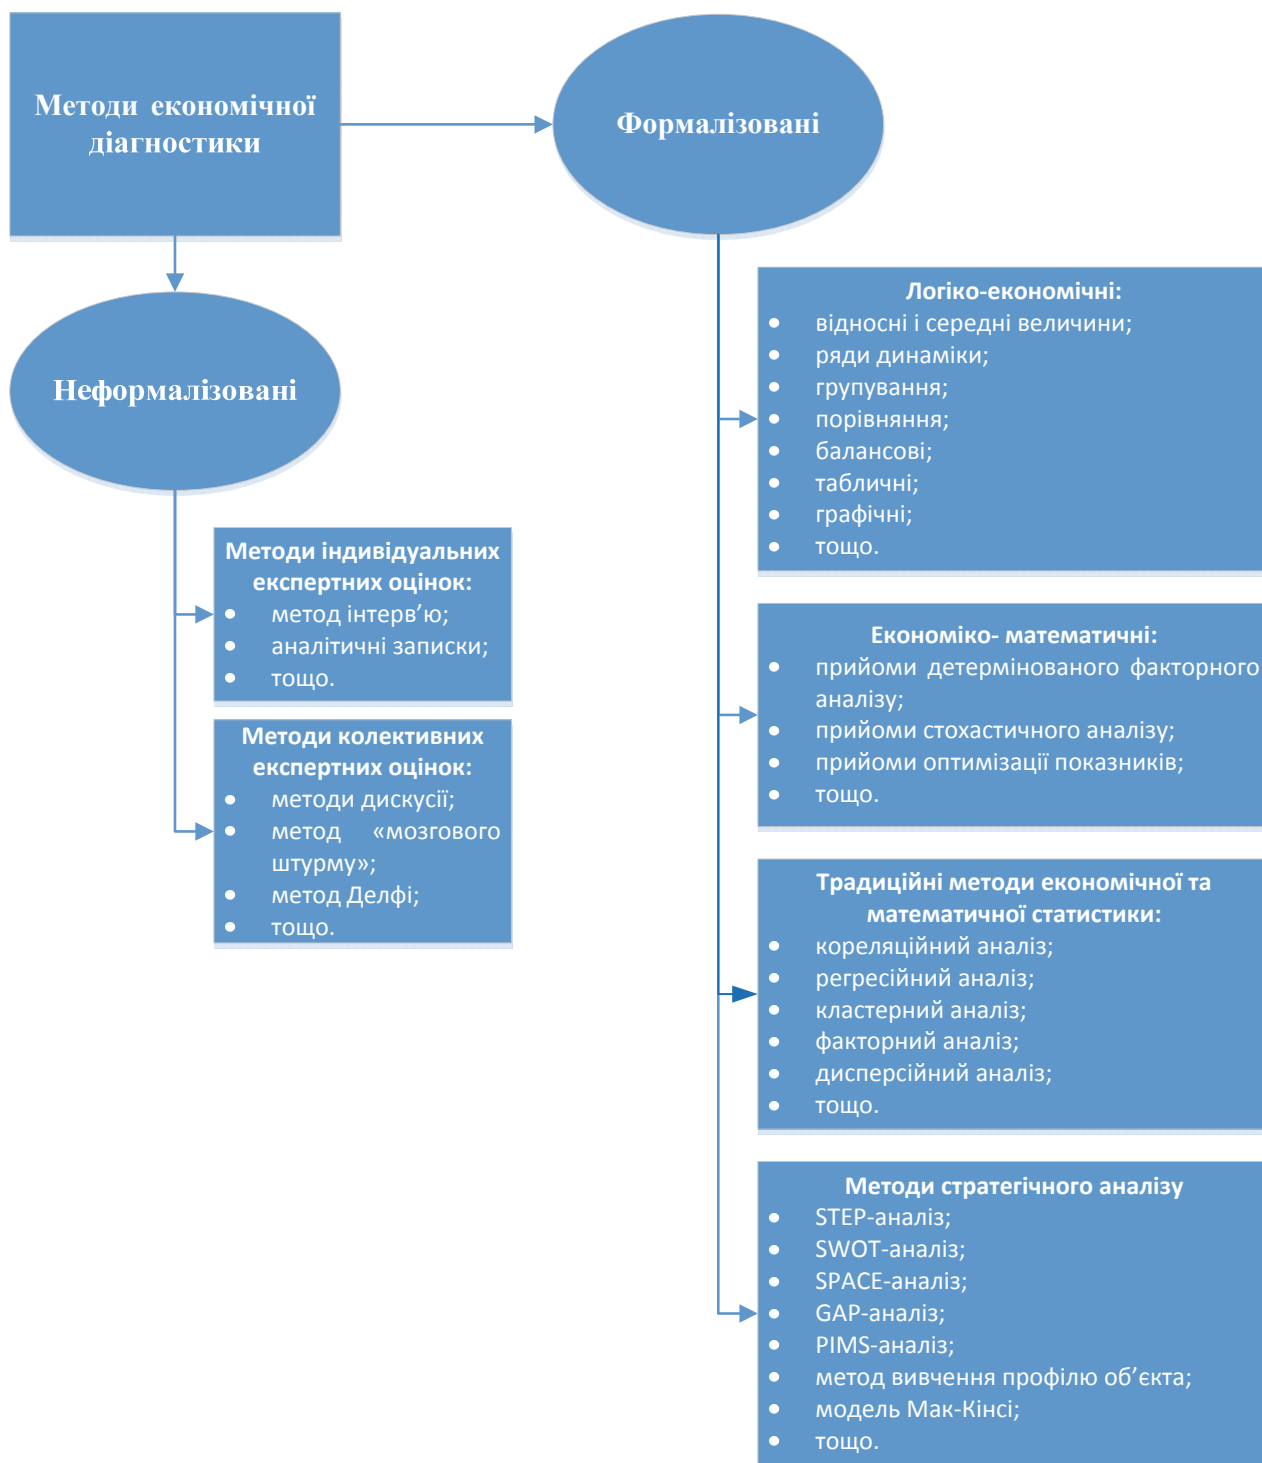 Методи економічної
діагностики
Формалізовані
Неформалізовані
Методи індивідуальних
експертних оцінок:
• метод інтерв’ю;
• аналітичні записки;
• тощо.
Методи колективних
експертних оцінок:
• методи дискусії;
• метод «мозгового
штурму»;
• метод Делфі;
• тощо.
Логіко-економічні:
• відносні і середні величини;
• ряди динаміки;
• групування;
• порівняння;
• балансові;
• табличні;
• графічні;
• тощо.
Економіко- математичні:
• прийоми детермінованого факторного
аналізу;
• прийоми стохастичного аналізу;
• прийоми оптимізації показників;
• тощо.
Традиційні методи економічної та
математичної статистики:
• кореляційний аналіз;
• регресійний аналіз;
• кластерний аналіз;
• факторний аналіз;
• дисперсійний аналіз;
• тощо.
Методи стратегічного аналізу
• STEP-аналіз;
• SWOT-аналіз;
• SPACE-аналіз;
• GAP-аналіз;
• PIMS-аналіз;
• метод вивчення профілю об’єкта;
• модель Мак-Кінсі;
• тощо.